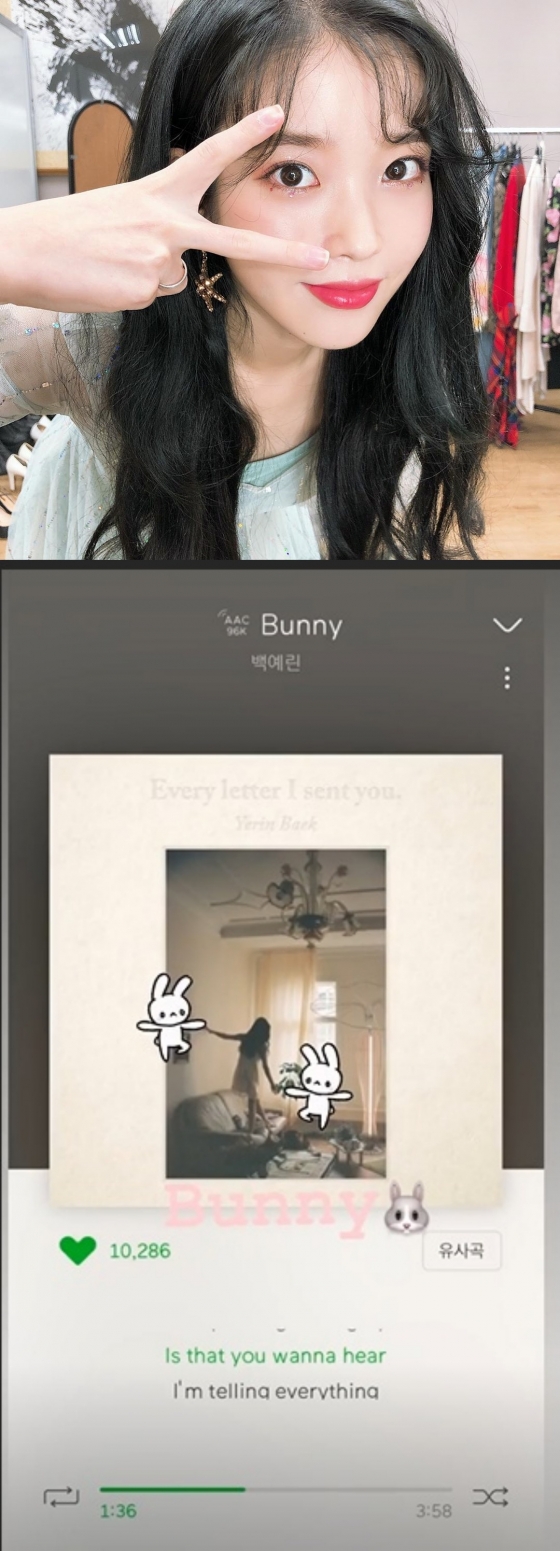 AAC
96K
Bunny
백예린
Every letter I sent you.
Yerin Baek
Bunny
10,286
유사곡
Is that you wanna hear
I'm telling everything
1:36
3:58